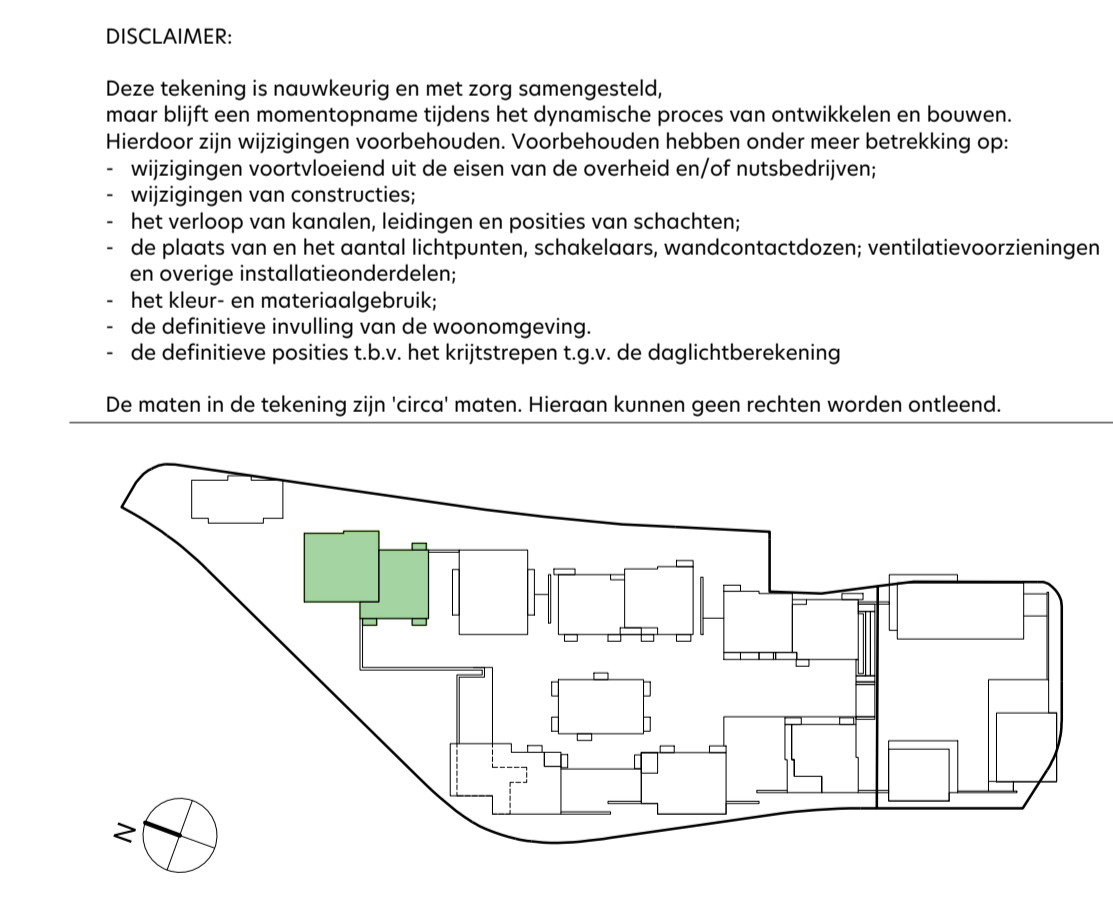 DISCLAIMER:
Deze tekening is nauwkeurig en met zorg samengesteld,
maar blijft een momentopname tijdens het dynamische proces van ontwikkelen en bouwen.
Hierdoor zijn wijzigingen voorbehouden. Voorbehouden hebben onder meer betrekking op:
- wijzigingen voortvloeiend uit de eisen van de overheid en/of nutsbedrijven;
- wijzigingen van constructies;
- het verloop van kanalen, leidingen en posities van schachten;
- de plaats van en het aantal lichtpunten, schakelaars, wandcontactdozen; ventilatievoorzieningen
en overige installatieonderdelen;
- het kleur- en materiaalgebruik;
- de definitieve invulling van de woonomgeving.
- de definitieve posities t.b.v. het krijtstrepen t.g.v. de daglichtberekening
De maten in de tekening zijn 'circa' maten. Hieraan kunnen geen rechten worden ontleend.
N